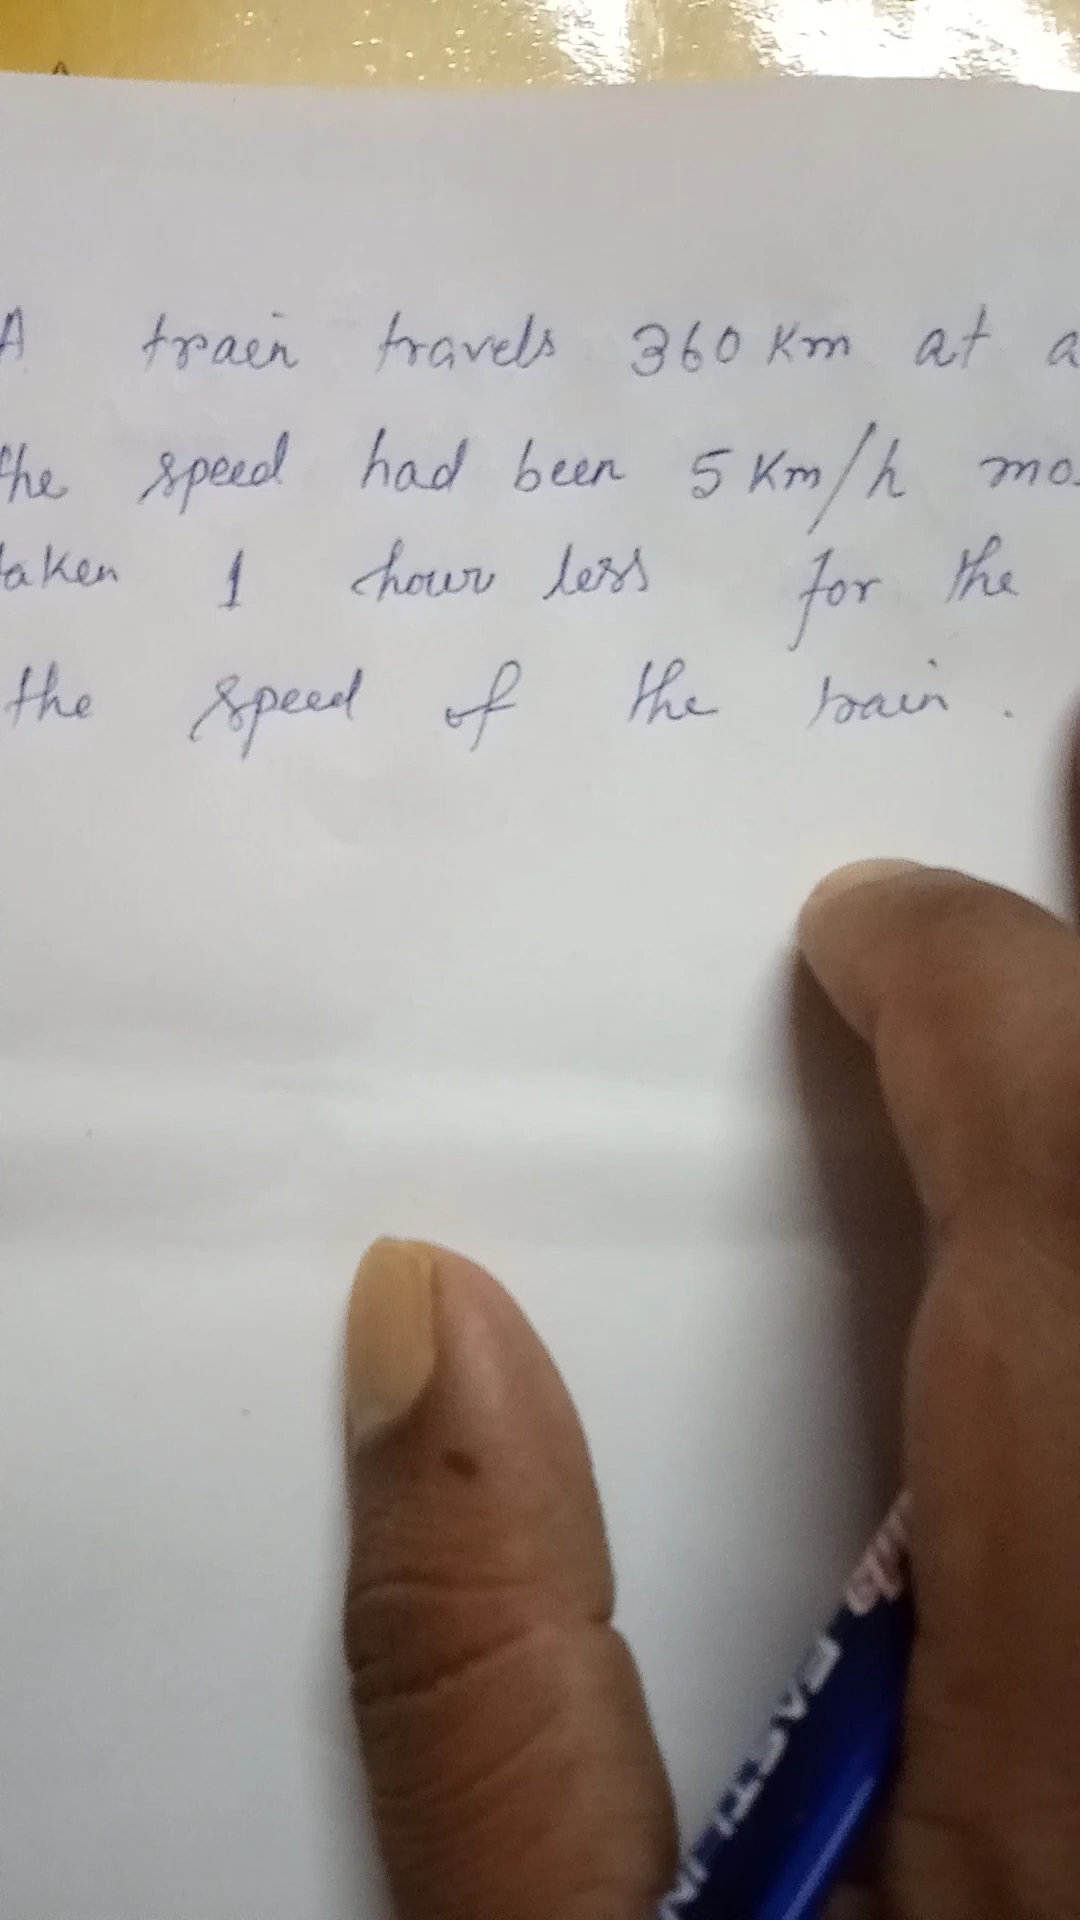 A train travels 360 Km at a
the speed had been 5 Km/h
taken 1 hour less for the
the speed of the train.